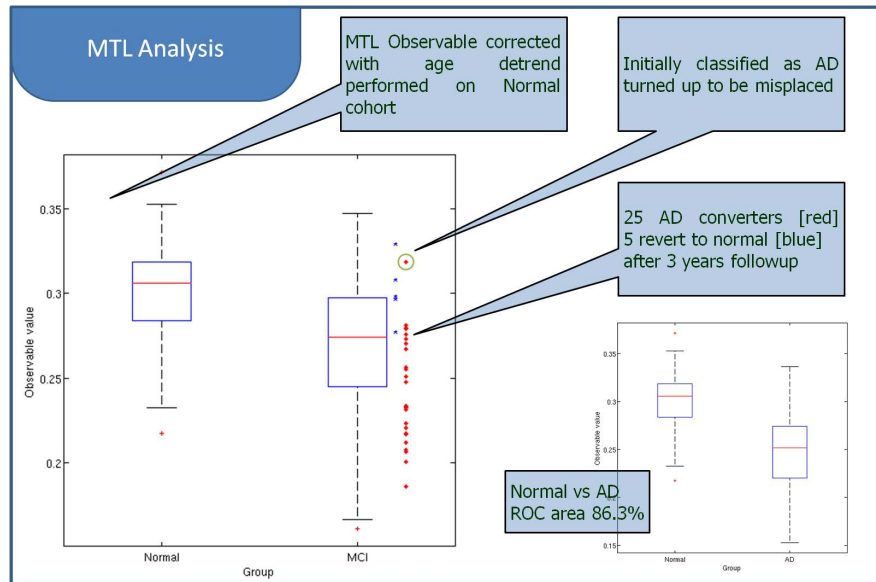 MTL Analysis
MTL Observable corrected
with age detrend
performed on Normal
cohort
Initially classified as AD
turned up to be misplaced
25 AD converters [red]
5 revert to normal [blue]
after 3 years followup
0.35
0.3
0.25
0.2
Observable value
Normal
MCI
Group
0.35
0.3
0.25
0.2
0.15
Observable value
Normal
AD
Group
Normal vs AD
ROC area 86.3%